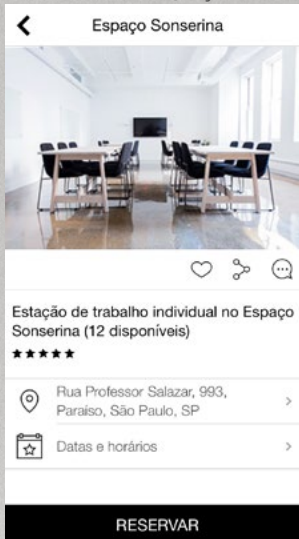 Espaço Sonserina
Estação de trabalho individual no Espaço
Sonserina (12 disponíveis)
Rua Professor Salazar, 993,
Paraíso, São Paulo, SP
Datas e horários
RESERVAR